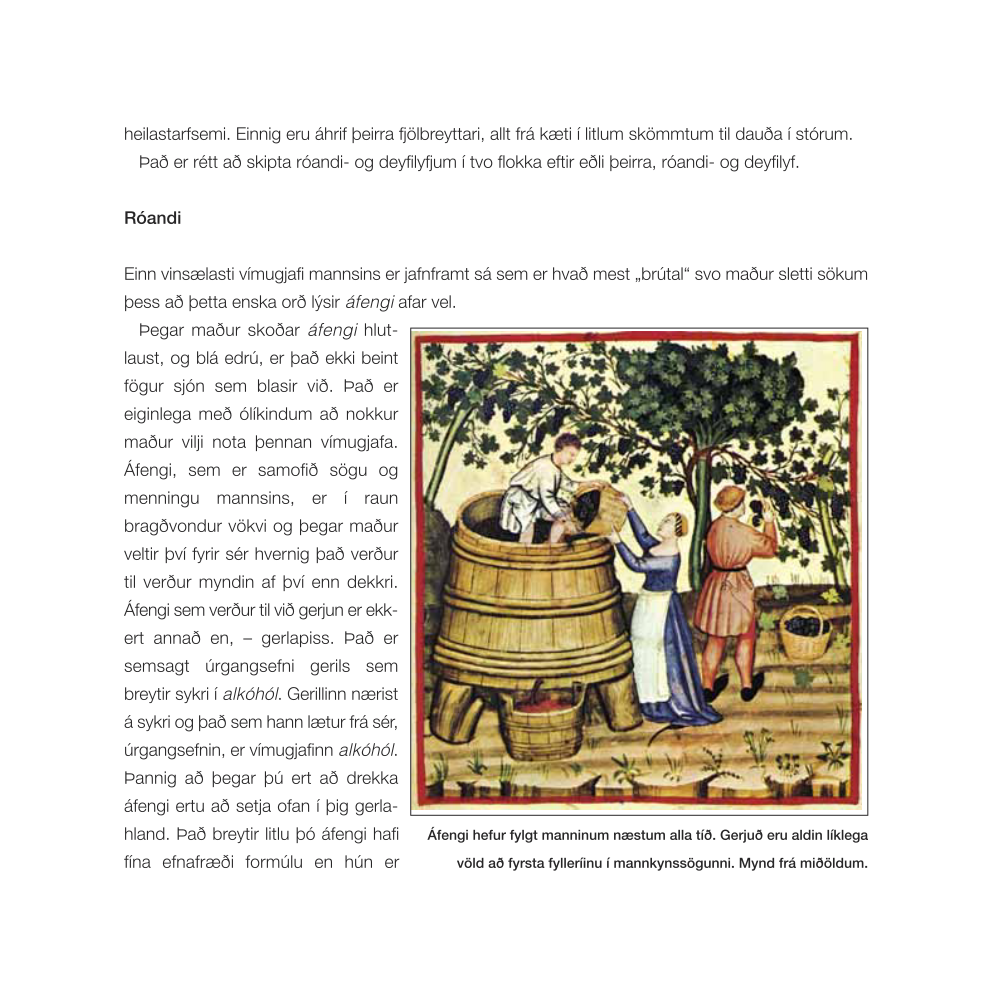 heilastarfsemi. Einnig eru áhrif þeirra fjölbreyttari, allt frá kæti í litlum skömmtum til dauða í stórum.
Það er rétt að skipta róandi- og deyfilyfjum í tvo flokka eftir eðli þeirra, róandi- og deyfilyf.
Róandi
Einn vinsælasti vímugjafi mannsins er jafnframt sá sem er hvað mest „brútal“ svo maður sletti sökum
þess að þetta enska orð lýsir áfengi afar vel.
Þegar maður skoðar áfengi hlut-
laust, og blá edrú, er það ekki beint
fögur sjón sem blasir við. Það er
eiginlega með ólíkindum að nokkur
maður vilji nota þennan vímugjafa.
Áfengi, sem er samofið sögu og
menningu mannsins, er í raun
bragðvondur vökvi og þegar maður
veltir því fyrir sér hvernig það verður
til verður myndin af því enn dekkri.
Áfengi sem verður til við gerjun er ekk-
ert annað en, – gerlapiss. Það er
semsagt úrgangsefni gerils sem
breytir sykri í alkóhól. Gerillinn nærist
á sykri og það sem hann lætur frá sér,
úrgangsefnin, er vímugjafinn alkóhól.
Þannig að þegar þú ert að drekka
áfengi ertu að setja ofan í þig gerla-
hland. Það breytir litlu þó áfengi hafi
fína efnafræði formúlu en hún er
Áfengi hefur fylgt manninum næstum alla tíð. Gerjuð eru aldin líklega
völd að fyrsta fylleríinu í mannkynssögunni. Mynd frá miðöldum.